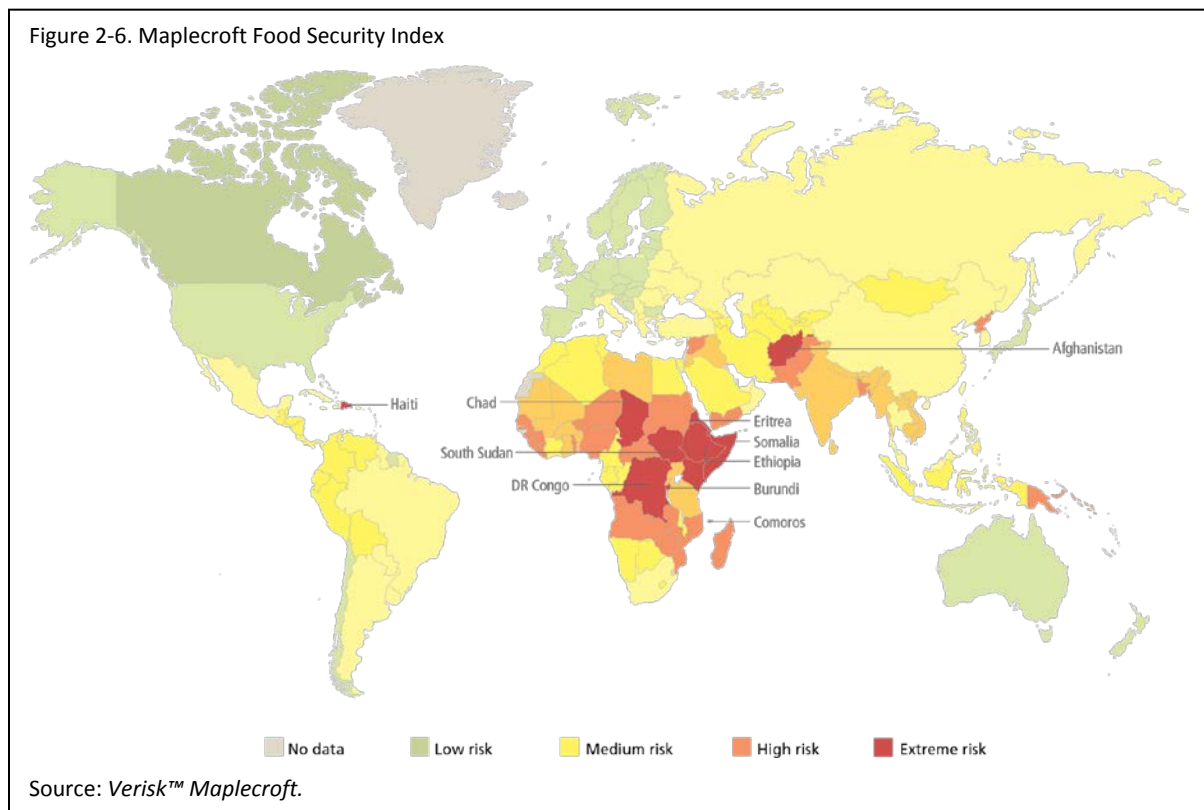 Figure 2-6. Maplecroft Food Security Index
Haiti
Chad
South Sudan
DR Congo
Afghanistan
Eritrea
Somalia
Ethiopia
Burundi
Comoros
No data
Low risk
Medium risk
High risk
Extreme risk
Source: Verisk™ Maplecroft.